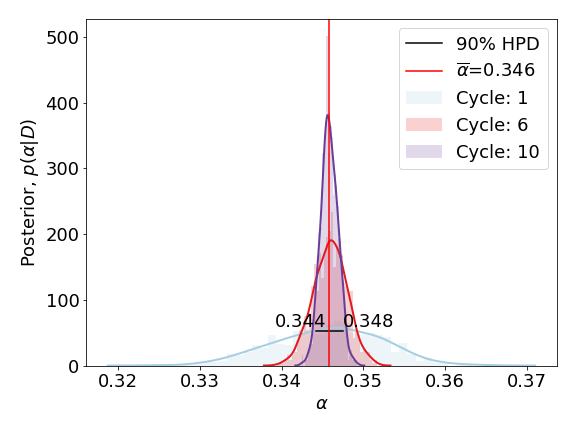 500
400
300
200
100
0
Posterior, p(α|D)
90% HPD
α̅=0.346
Cycle: 1
Cycle: 6
Cycle: 10
0.344 0.348
0.32 0.33 0.34 0.35 0.36 0.37
α